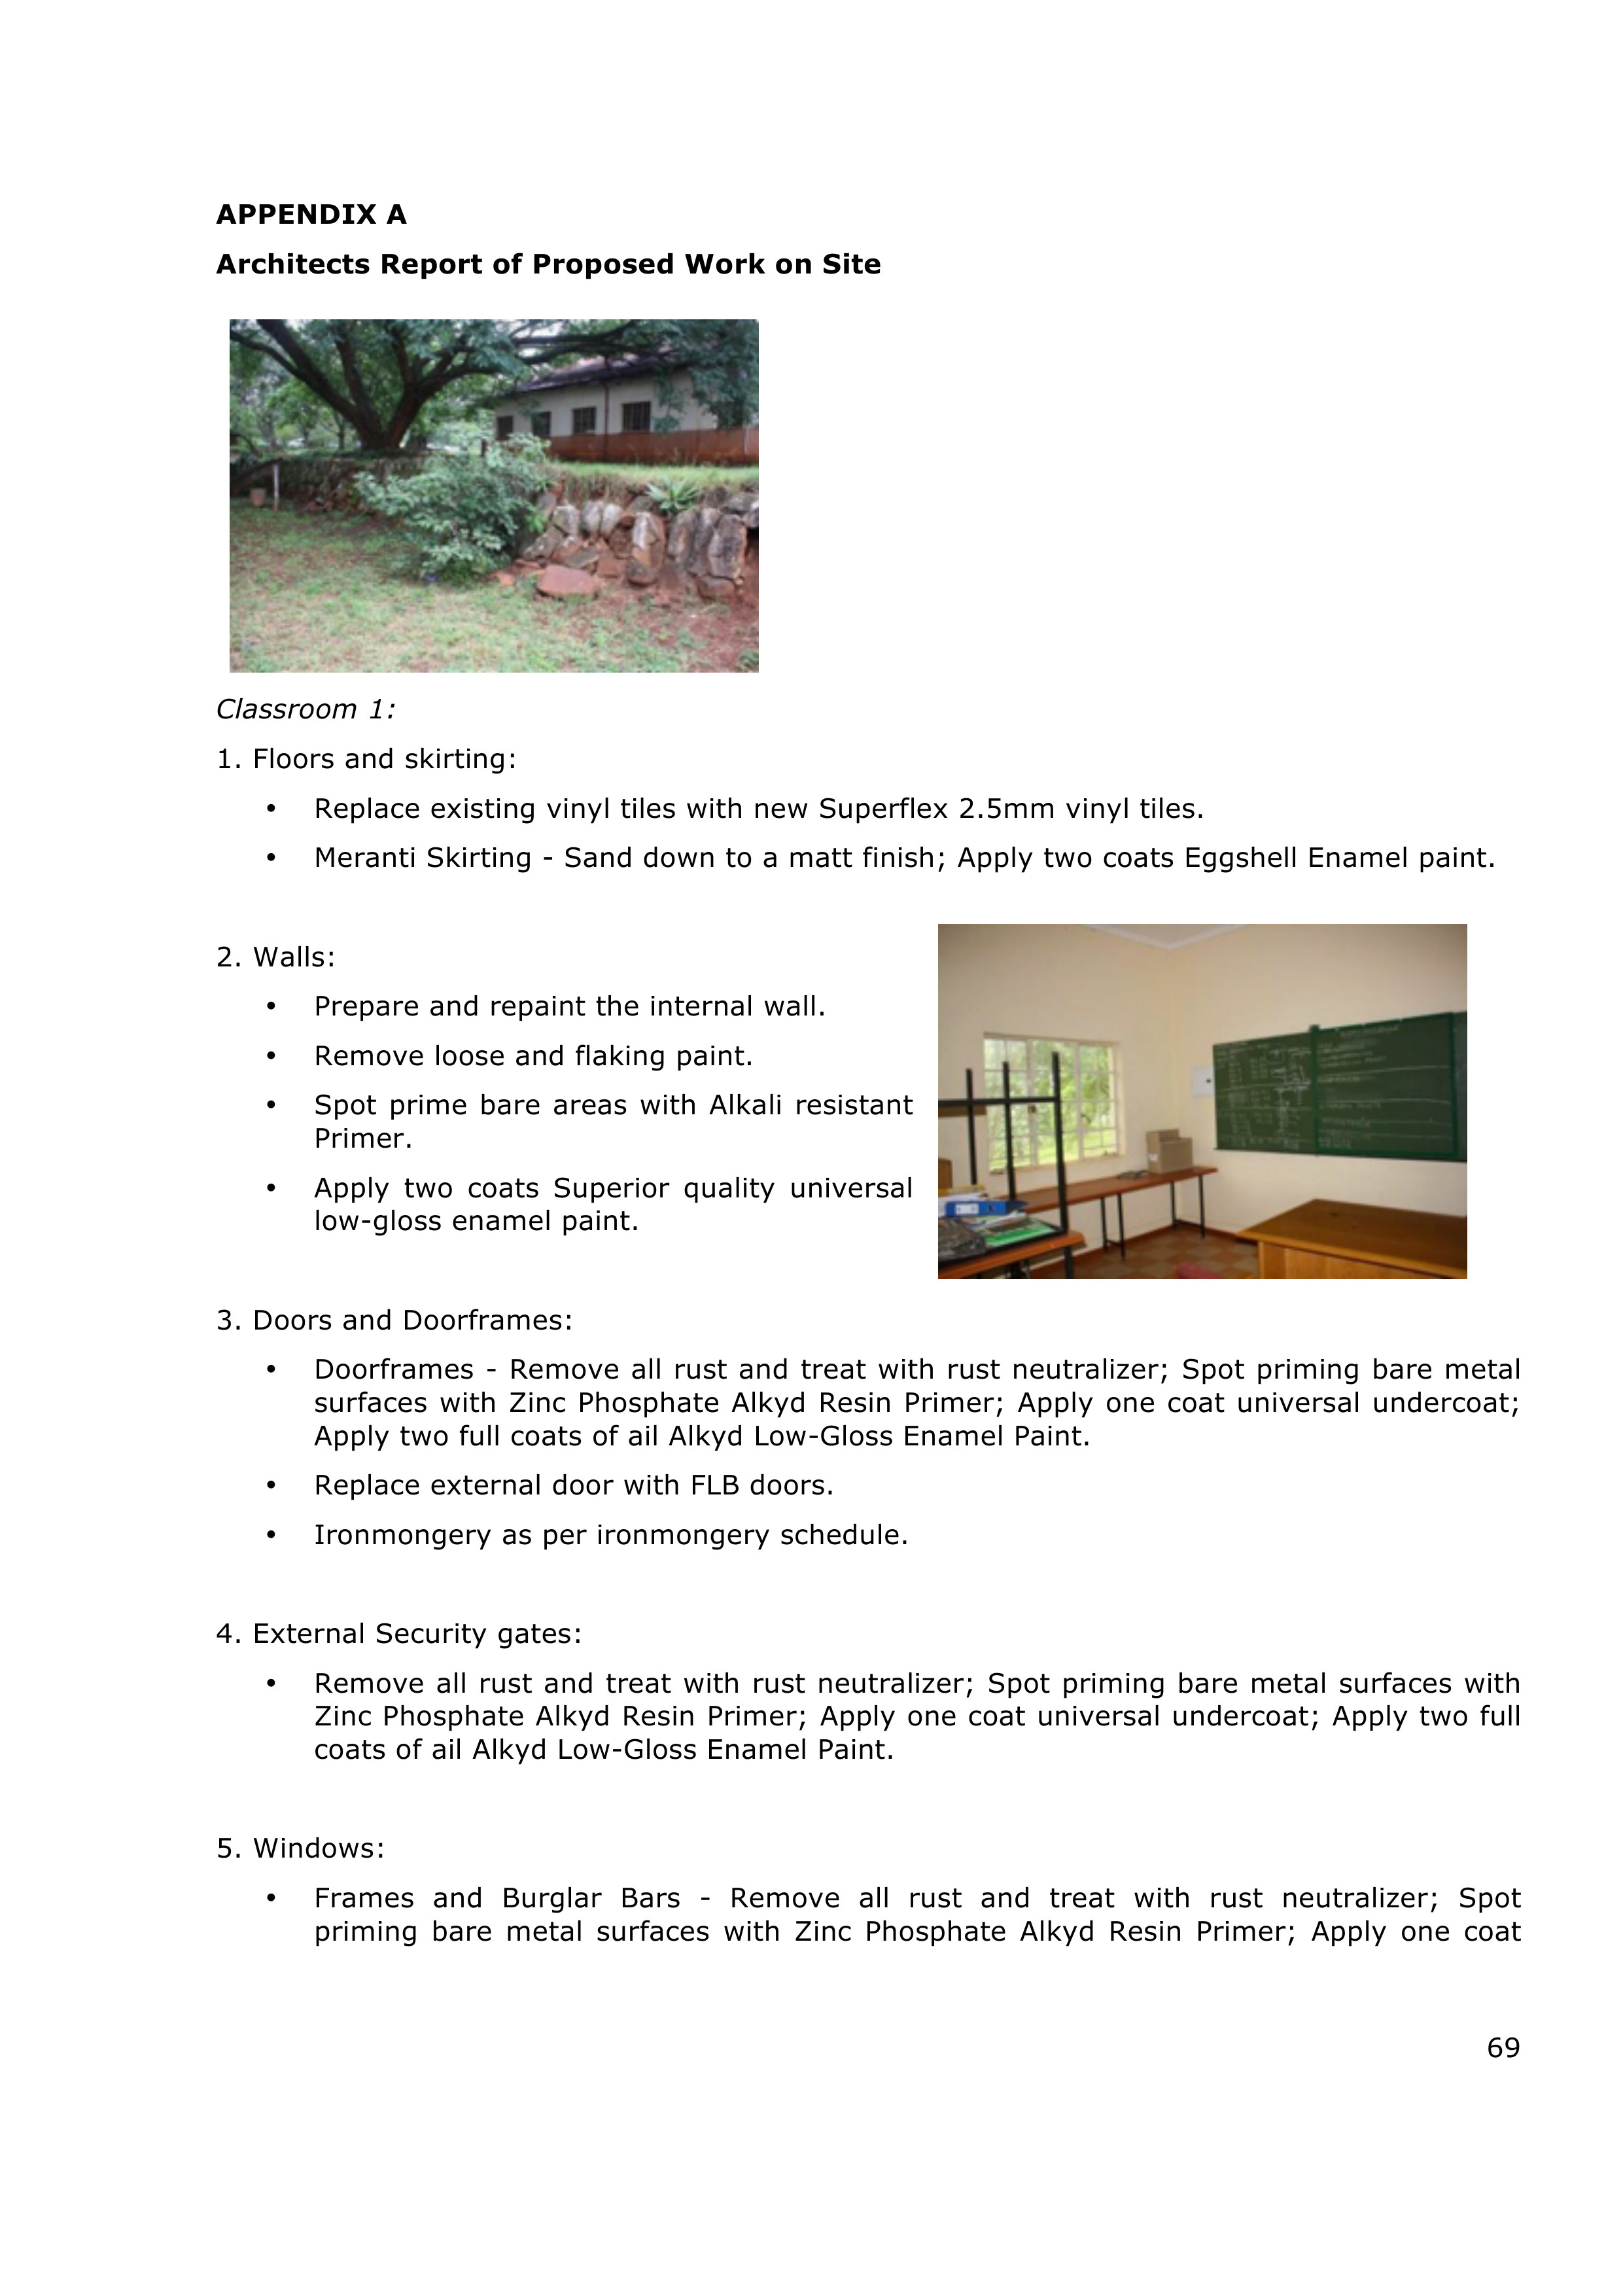 APPENDIX A
Architects Report of Proposed Work on Site
Classroom 1:
1. Floors and skirting:
• Replace existing vinyl tiles with new Superflex 2.5mm vinyl tiles.
• Meranti Skirting - Sand down to a matt finish; Apply two coats Eggshell Enamel paint.
2. Walls:
• Prepare and repaint the internal wall.
• Remove loose and flaking paint.
• Spot prime bare areas with Alkali resistant
Primer.
• Apply two coats Superior quality universal
low-gloss enamel paint.
3. Doors and Doorframes:
• Doorframes - Remove all rust and treat with rust neutralizer; Spot priming bare metal
surfaces with Zinc Phosphate Alkyd Resin Primer; Apply one coat universal undercoat;
Apply two full coats of ail Alkyd Low-Gloss Enamel Paint.
• Replace external door with FLB doors.
• Ironmongery as per ironmongery schedule.
4. External Security gates:
• Remove all rust and treat with rust neutralizer; Spot priming bare metal surfaces with
Zinc Phosphate Alkyd Resin Primer; Apply one coat universal undercoat; Apply two full
coats of ail Alkyd Low-Gloss Enamel Paint.
5. Windows:
• Frames and Burglar Bars - Remove all rust and treat with rust neutralizer; Spot
priming bare metal surfaces with Zinc Phosphate Alkyd Resin Primer; Apply one coat
69